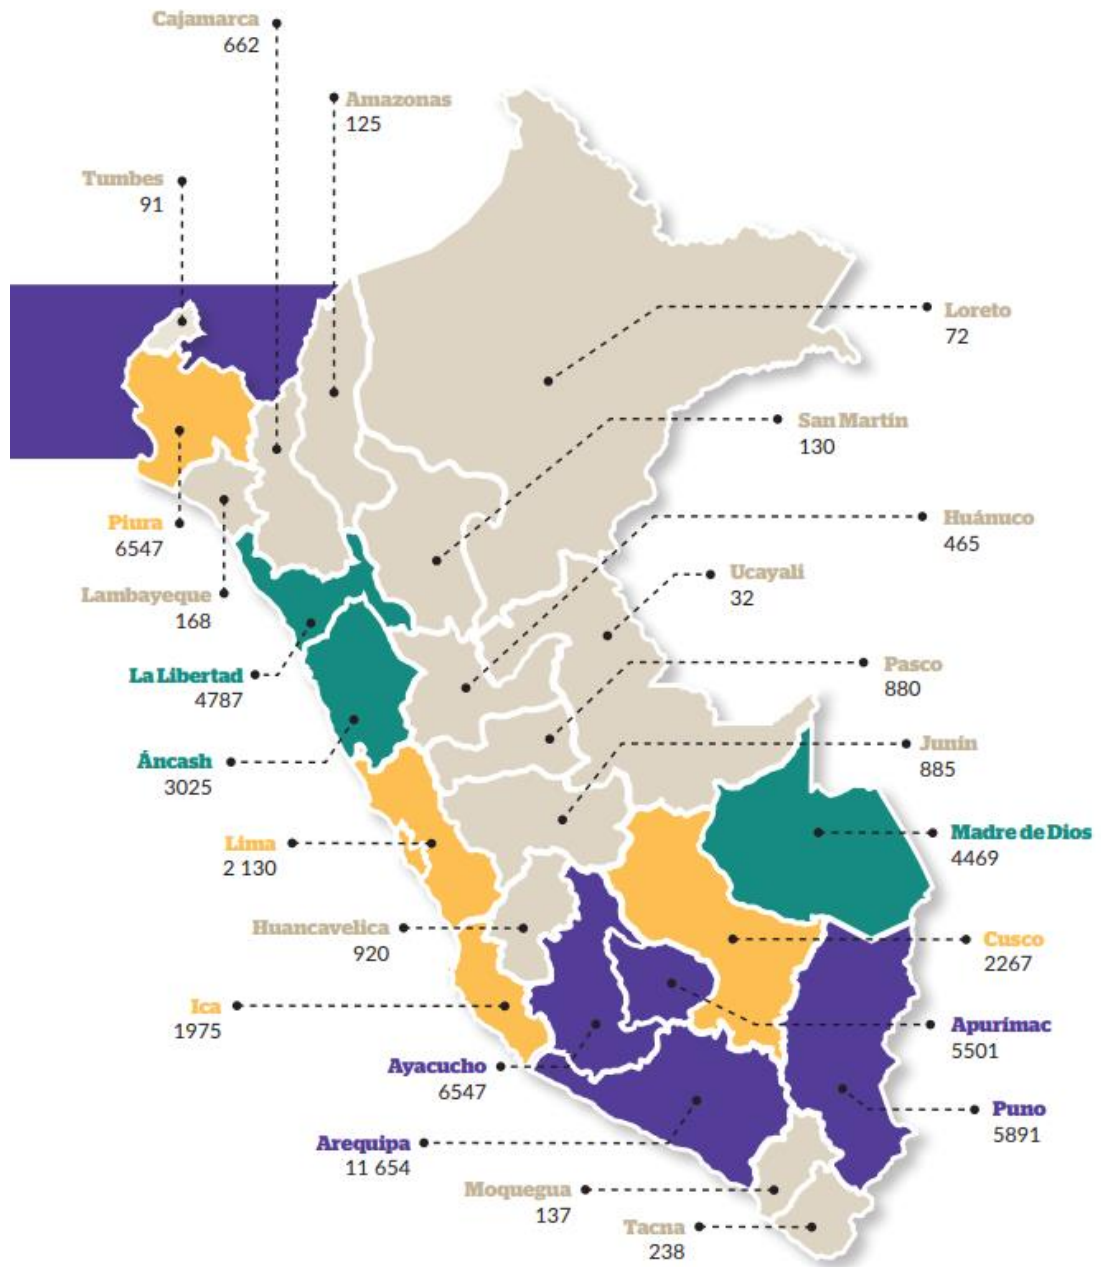 Cajamarca
662
Amazonas
125
Tumbes
91
Loreto
72
San Martín
130
Piura
6547
Huánuco
465
Ucayali
32
Lambayeque
168
La Libertad
4787
Pasco
880
Áncash
3025
Junín
885
Lima
2 130
Madre de Dios
4469
Huancavelica
920
Cusco
2267
Ica
1975
Apurímac
5501
Ayacucho
6547
Puno
5891
Arequipa
11 654
Moquegua
137
Tacna
238